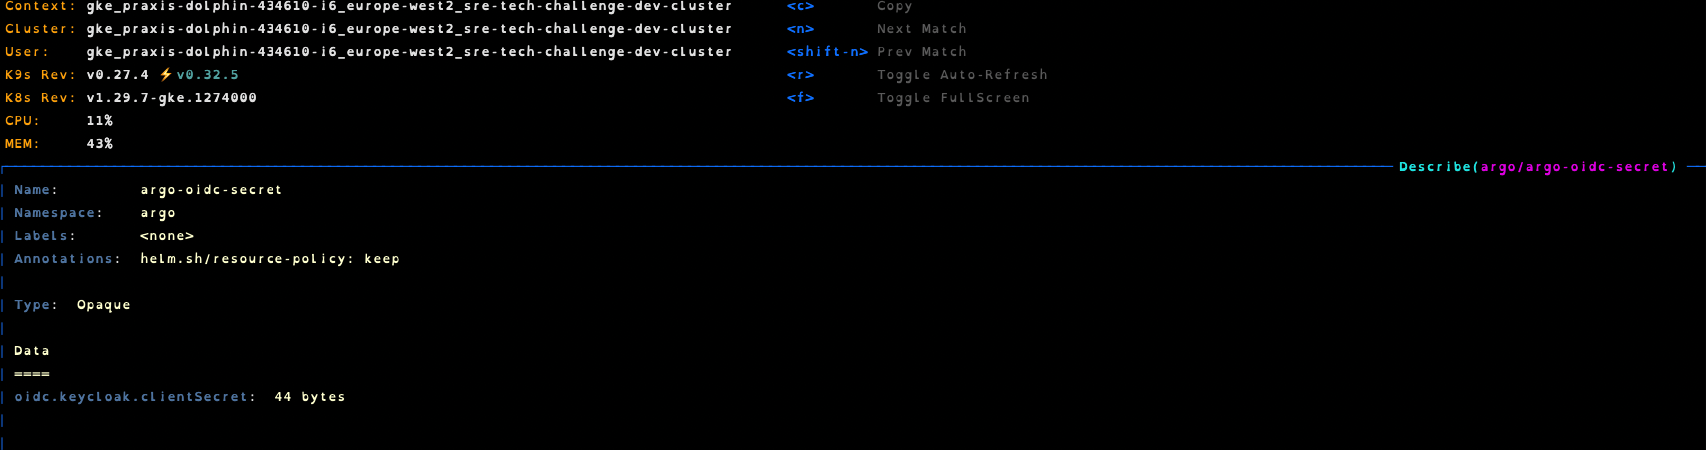 Context: gke_praxis-dolphin-434610-i6_europe-west2_sre-tech-challenge-dev-cluster <c> Copy
Cluster: gke_praxis-dolphin-434610-i6_europe-west2_sre-tech-challenge-dev-cluster <n> Next Match
User: gke_praxis-dolphin-434610-i6_europe-west2_sre-tech-challenge-dev-cluster <shift-n> Prev Match
K9s Rev: v0.27.4 ⚡v0.32.5 <r> Toggle Auto-Refresh
K8s Rev: v1.29.7-gke.1274000 <f> Toggle FullScreen
CPU: 11%
MEM: 43%
Describe(argo/argo-oidc-secret)
Name: argo-oidc-secret
Namespace: argo
Labels: <none>
Annotations: helm.sh/resource-policy: keep
Type: Opaque
Data
====
oidc.keycloak.clientSecret: 44 bytes